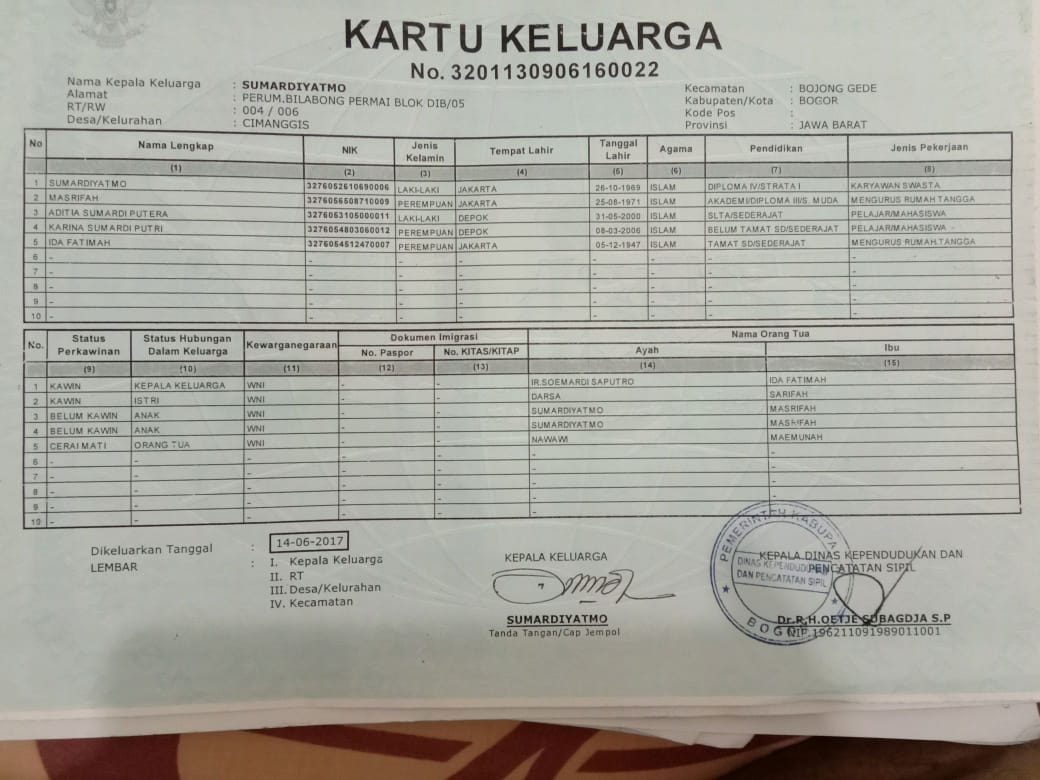 KARTU KELUARGA
No. 3201130906160022
Nama Kepala Keluarga : SUMARDIYATMO
Alamat : PERUM.BILABONG PERMAI BLOK DIB/05
RT/RW : 004 / 006
Desa/Kelurahan : CIMANGGIS
Kecamatan : BOJONG GEDE
Kabupaten/Kota : BOGOR
Kode Pos :
Provinsi : JAWA BARAT
No Nama Lengkap NIK Jenis Kelamin Tempat Lahir Tanggal Lahir Agama Pendidikan Jenis Pekerjaan
(1) (2) (3) (4) (5) (6) (7) (8)
1 SUMARDIYATMO 3276052610690006 LAKI-LAKI JAKARTA 26-10-1969 ISLAM DIPLOMA IV/STRATA I KARYAWAN SWASTA
2 MASRIFAH 3276056508710009 PEREMPUAN JAKARTA 25-08-1971 ISLAM AKADEMI/DIPLOMA III/S. MUDA MENGURUS RUMAH TANGGA
3 ADITIA SUMARDI PUTERA 3276053105000011 LAKI-LAKI DEPOK 31-05-2000 ISLAM SLTA/SEDERAJAT PELAJAR/MAHASISWA
4 KARINA SUMARDI PUTRI 3276054803060012 PEREMPUAN DEPOK 08-03-2006 ISLAM BELUM TAMAT SD/SEDERAJAT PELAJAR/MAHASISWA
5 IDA FATIMAH 3276054512470007 PEREMPUAN JAKARTA 05-12-1947 ISLAM TAMAT SD/SEDERAJAT MENGURUS RUMAH TANGGA
6 - - - - - - - -
7 - - - - - - - -
8 - - - - - - - -
9 - - - - - - - -
10 - - - - - - - -
No. Status Perkawinan Status Hubungan Dalam Keluarga Kewarganegaraan Dokumen Imigrasi Nama Orang Tua
No. Paspor No. KITAS/KITAP Ayah Ibu
(9) (10) (11) (12) (13) (14) (15)
1 KAWIN KEPALA KELUARGA WNI - - IR.SOEMARDI SAPUTRO IDA FATIMAH
2 KAWIN ISTRI WNI - - DARSA SARIFAH
3 BELUM KAWIN ANAK WNI - - SUMARDIYATMO MASRIFAH
4 BELUM KAWIN ANAK WNI - - SUMARDIYATMO MASRIFAH
5 CERAI MATI ORANG TUA WNI - - NAWAWI MAEMUNAH
6 - - - - - - -
7 - - - - - - -
8 - - - - - - -
9 - - - - - - -
10 - - - - - - -
Dikeluarkan Tanggal : 14-06-2017
LEMBAR : I. Kepala Keluarga
II. RT
III. Desa/Kelurahan
IV. Kecamatan
KEPALA KELUARGA
SUMARDIYATMO
Tanda Tangan/Cap Jempol
KEPALA DINAS KEPENDUDUKAN DAN
PENCATATAN SIPIL
PEMERINTAH KABUPA
DINAS KEPENDUDUKAN
DAN PENCATATAN SIPIL
BOGOR
Dr.R.H.OETJE SUBAGDJA S.P
NIP.196211091989011001